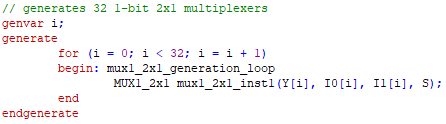 // generates 32 1-bit 2x1 multiplexers
genvar i;
generate
for (i = 0; i < 32; i = i + 1)
begin: mux1_2x1_generation_loop
MUX1_2x1 mux1_2x1_inst1(Y[i], I0[i], I1[i], S);
end
endgenerate